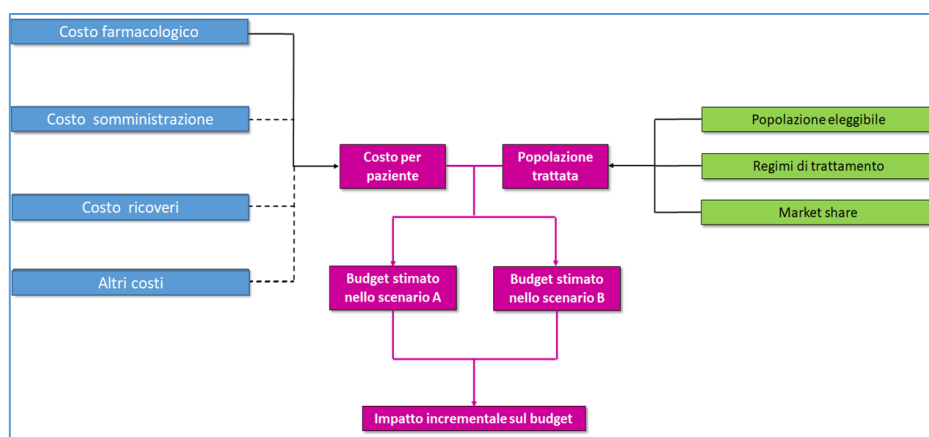 Costo farmacologico
Costo somministrazione
Costo ricoveri
Altri costi
Costo per
paziente
Popolazione
trattata
Popolazione eleggibile
Regimi di trattamento
Market share
Budget stimato
nello scenario A
Budget stimato
nello scenario B
Impatto incrementale sul budget